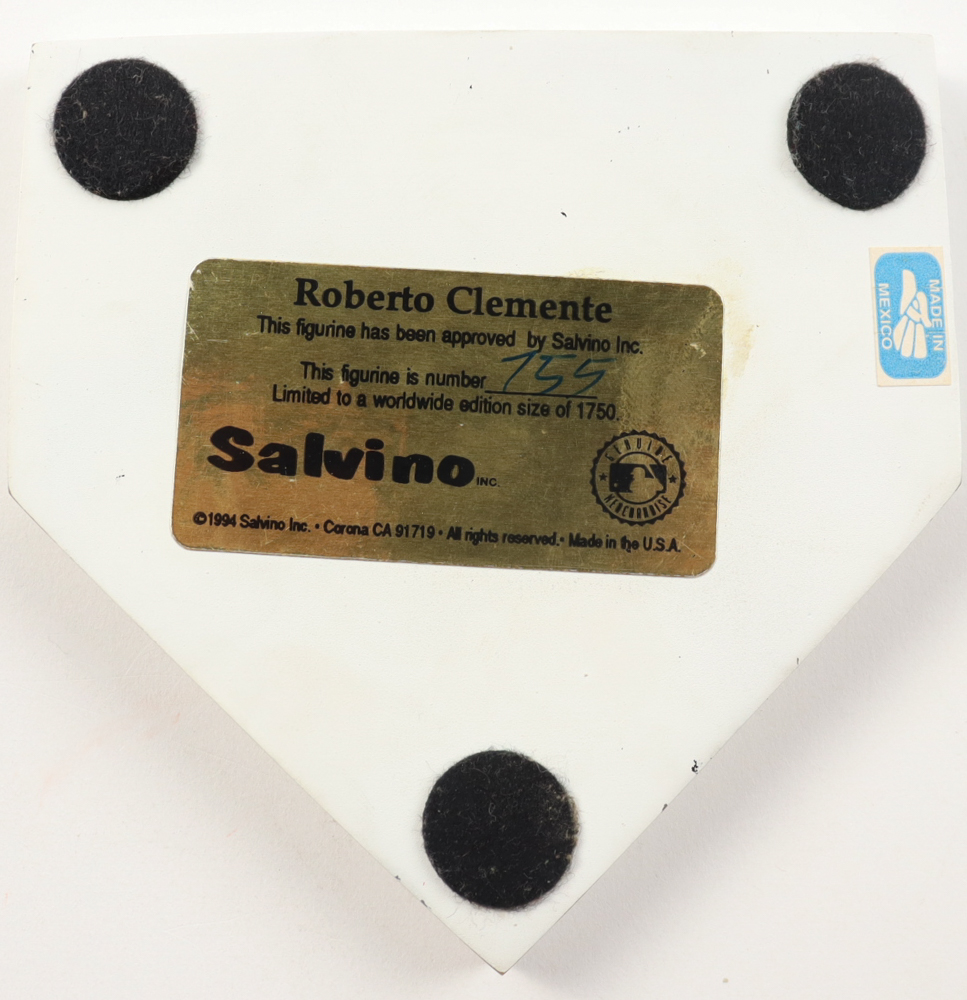 Roberto Clemente
This figurine has been approved by Salvino Inc.
This figurine is number 755
Limited to a worldwide edition size of 1750.
Salvino INC.
GENUINE
MERCHANDISE
©1994 Salvino Inc. • Corona CA 91719 • All rights reserved. • Made in the U.S.A.
MADE IN
MEXICO